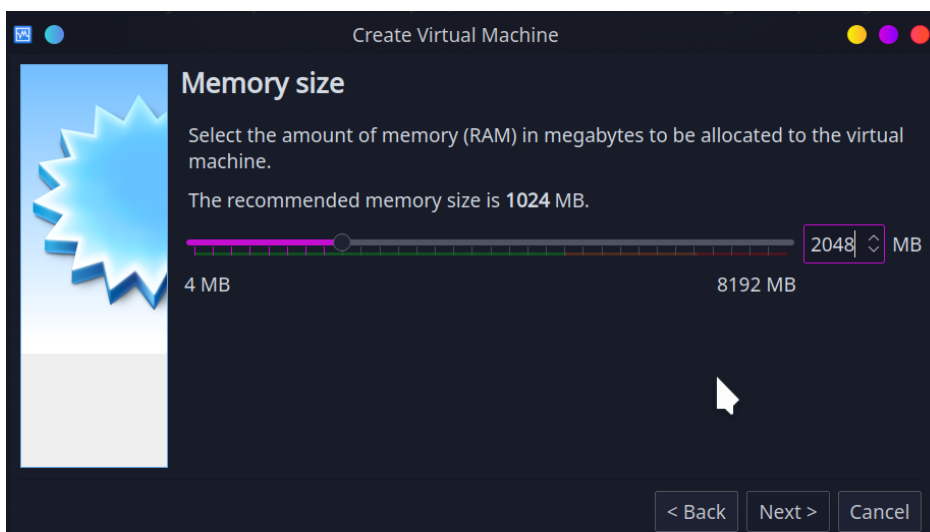 Create Virtual Machine
Memory size
Select the amount of memory (RAM) in megabytes to be allocated to the virtual
machine.
The recommended memory size is 1024 MB.
2048 MB
4 MB 8192 MB
< Back Next > Cancel